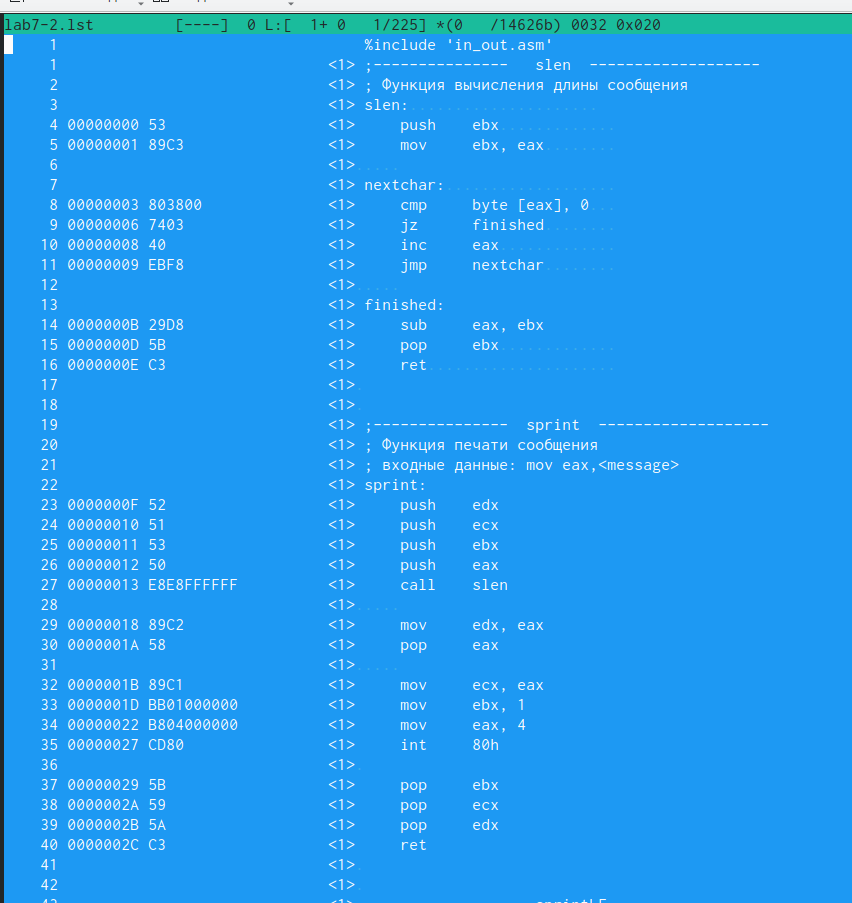 lab7-2.lst [----] 0 L:[ 1+ 0 1/225] *(0 /14626b) 0032 0x020
1 %include 'in_out.asm'
1 <1> ;--------------- slen -------------------
2 <1> ; Функция вычисления длины сообщения
3 <1> slen:.....................
4 00000000 53 <1> push ebx.............
5 00000001 89C3 <1> mov ebx, eax........
6 <1>.....
7 <1> nextchar:...................
8 00000003 803800 <1> cmp byte [eax], 0...
9 00000006 7403 <1> jz finished........
10 00000008 40 <1> inc eax.............
11 00000009 EBF8 <1> jmp nextchar........
12 <1>.....
13 <1> finished:
14 0000000B 29D8 <1> sub eax, ebx
15 0000000D 5B <1> pop ebx.............
16 0000000E C3 <1> ret.....................
17 <1>
18 <1>
19 <1> ;--------------- sprint -------------------
20 <1> ; Функция печати сообщения
21 <1> ; входные данные: mov eax,<message>
22 <1> sprint:
23 0000000F 52 <1> push edx
24 00000010 51 <1> push ecx
25 00000011 53 <1> push ebx
26 00000012 50 <1> push eax
27 00000013 E8E8FFFFFF <1> call slen
28 <1>.....
29 00000018 89C2 <1> mov edx, eax
30 0000001A 58 <1> pop eax
31 <1>.....
32 0000001B 89C1 <1> mov ecx, eax
33 0000001D BB01000000 <1> mov ebx, 1
34 00000022 B804000000 <1> mov eax, 4
35 00000027 CD80 <1> int 80h
36 <1>
37 00000029 5B <1> pop ebx
38 0000002A 59 <1> pop ecx
39 0000002B 5A <1> pop edx
40 0000002C C3 <1> ret
41 <1>
42 <1>